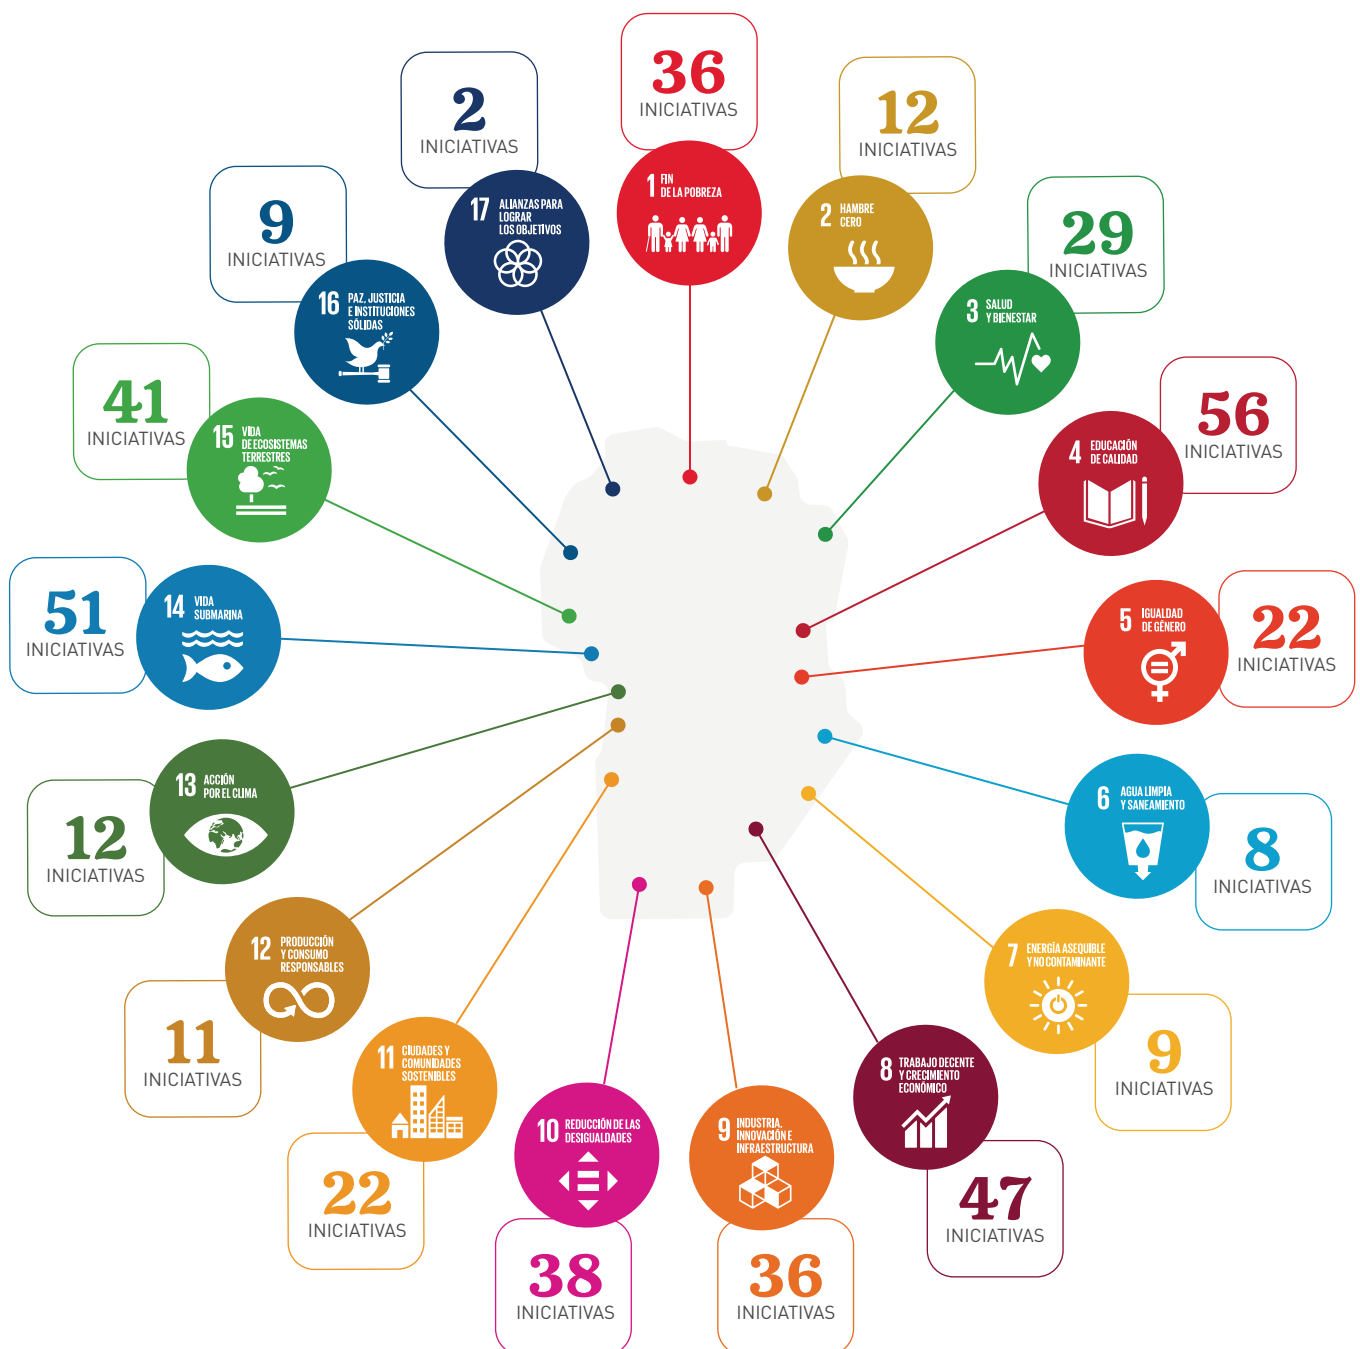 36
INICIATIVAS
1 FIN
DE LA POBREZA
12
INICIATIVAS
2 HAMBRE
CERO
29
INICIATIVAS
3 SALUD
Y BIENESTAR
56
INICIATIVAS
4 EDUCACIÓN
DE CALIDAD
22
INICIATIVAS
5 IGUALDAD
DE GÉNERO
8
INICIATIVAS
6 AGUA LIMPIA
Y SANEAMIENTO
9
INICIATIVAS
7 ENERGÍA ASEQUIBLE
Y NO CONTAMINANTE
47
INICIATIVAS
8 TRABAJO DECENTE
Y CRECIMIENTO
ECONÓMICO
36
INICIATIVAS
9 INDUSTRIA,
INNOVACIÓN E
INFRAESTRUCTURA
38
INICIATIVAS
10 REDUCCIÓN DE LAS
DESIGUALDADES
22
INICIATIVAS
11 CIUDADES Y
COMUNIDADES
SOSTENIBLES
11
INICIATIVAS
12 PRODUCCIÓN
Y CONSUMO
RESPONSABLES
12
INICIATIVAS
13 ACCIÓN
POR EL CLIMA
51
INICIATIVAS
14 VIDA
SUBMARINA
41
INICIATIVAS
15 VIDA
DE ECOSISTEMAS
TERRESTRES
9
INICIATIVAS
16 PAZ, JUSTICIA
E INSTITUCIONES
SÓLIDAS
2
INICIATIVAS
17 ALIANZAS PARA
LOGRAR
LOS OBJETIVOS